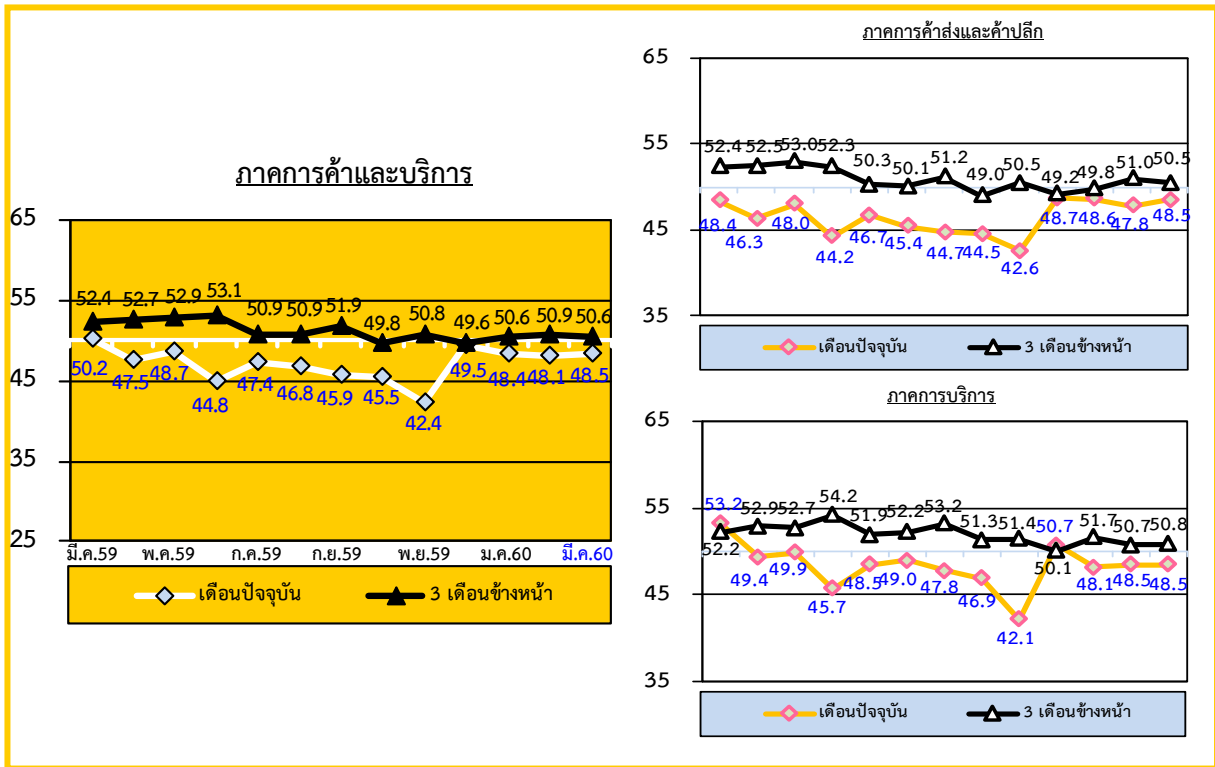 ภาคการค้าและบริการ
65
55
45
35
25
52.4 52.7 52.9 53.1 50.9 50.9 51.9 49.8 50.8 49.6 50.6 50.9 50.6
50.2 47.5 48.7 44.8 47.4 46.8 45.9 45.5 42.4 49.5 48.4 48.1 48.5
มี.ค.59 พ.ค.59 ก.ค.59 ก.ย.59 พ.ย.59 ม.ค.60 มี.ค.60
เดือนปัจจุบัน 3 เดือนข้างหน้า
ภาคการค้าส่งและค้าปลีก
65
55
45
35
52.4 52.5 53.0 52.3 50.3 50.1 51.2 49.0 50.5 49.2 49.8 51.0 50.5
48.4 46.3 48.0 44.2 46.7 45.4 44.7 44.5 42.6 48.7 48.6 47.8 48.5
เดือนปัจจุบัน 3 เดือนข้างหน้า
ภาคการบริการ
65
55
45
35
52.2 52.9 52.7 54.2 51.9 52.2 53.2 51.3 51.4 50.1 51.7 50.7 50.8
53.2 49.4 49.9 45.7 48.5 49.0 47.8 46.9 42.1 50.7 48.1 48.5 48.5
เดือนปัจจุบัน 3 เดือนข้างหน้า